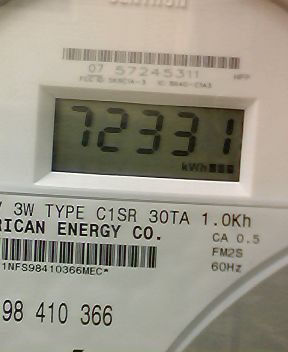 07 57245311 HFP
72331
kWh
V 3W TYPE C1SR 30TA 1.0Kh
RICAN ENERGY CO.
CA 0.5
FM2S
60Hz
1NFS98410366MEC*
98 410 366